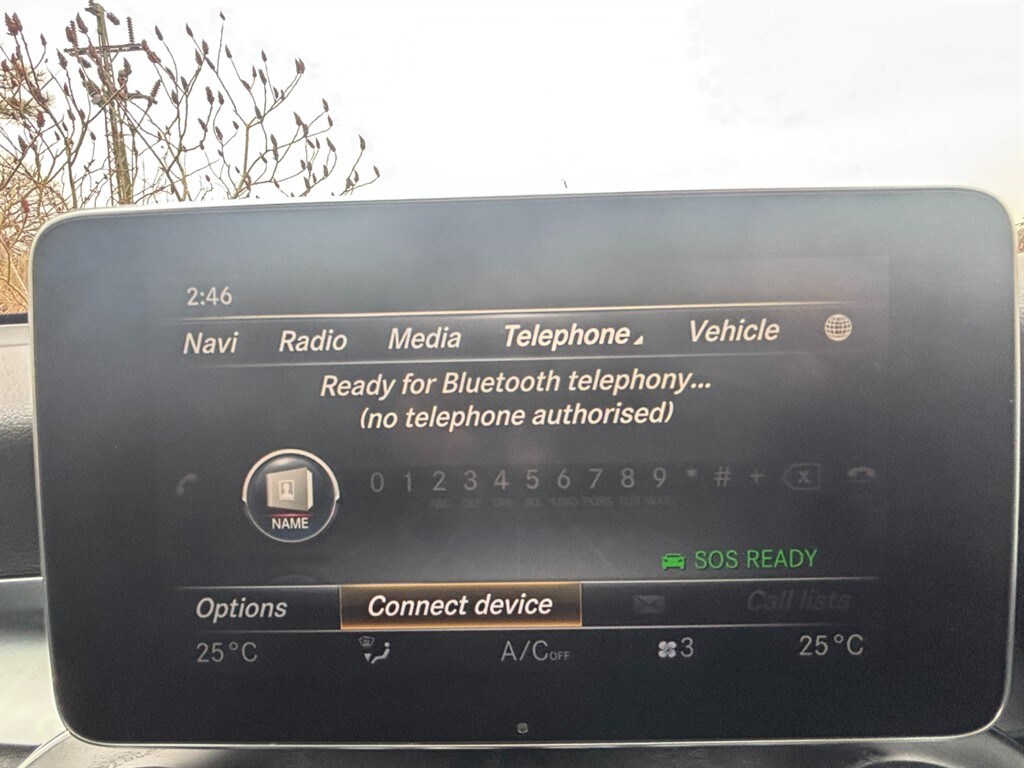 2:46
Navi Radio Media Telephone Vehicle
Ready for Bluetooth telephony...
(no telephone authorised)
0 1 2 3 4 5 6 7 8 9 * # +
NAME
SOS READY
Options Connect device Call lists
25°C A/C OFF 3 25°C